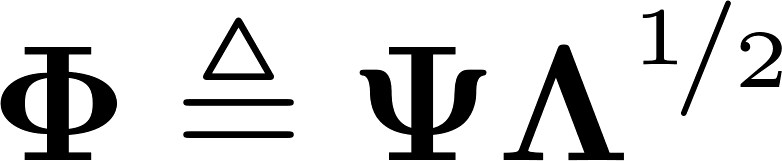 𝚽 ≜ 𝚿𝚲^{1/2}